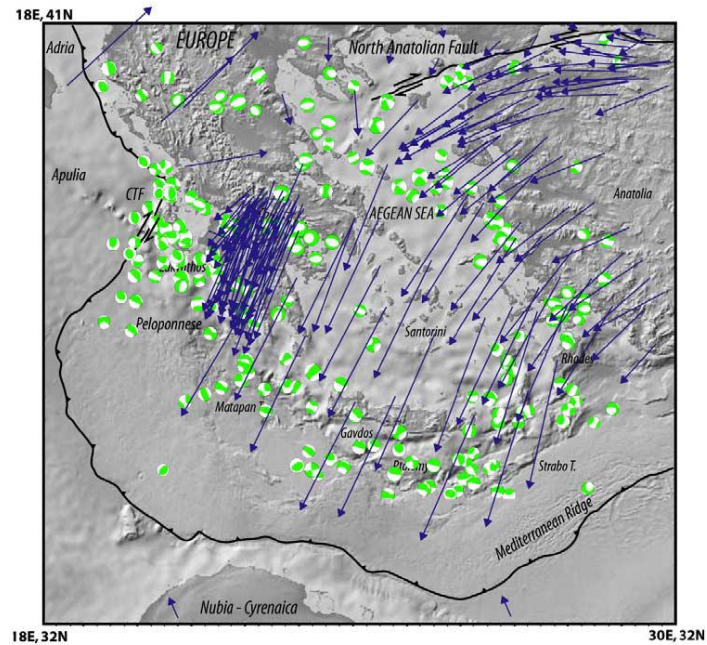 18E, 41N
EUROPE
North Anatolian Fault
Adria
Apulia
CTF
Anatolia
AEGEAN SEA
Peloponnese
Santorini
Rhodes
Matapan T.
Gavdos
Strabo T.
Mediterranean Ridge
Nubia - Cyrenaica
18E, 32N
30E, 32N